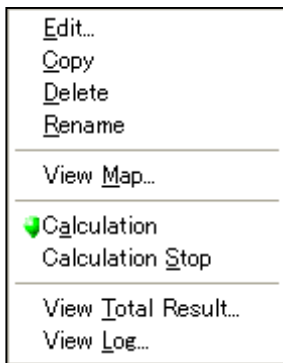 Edit...
Copy
Delete
Rename
View Map...
Calculation
Calculation Stop
View Total Result...
View Log...